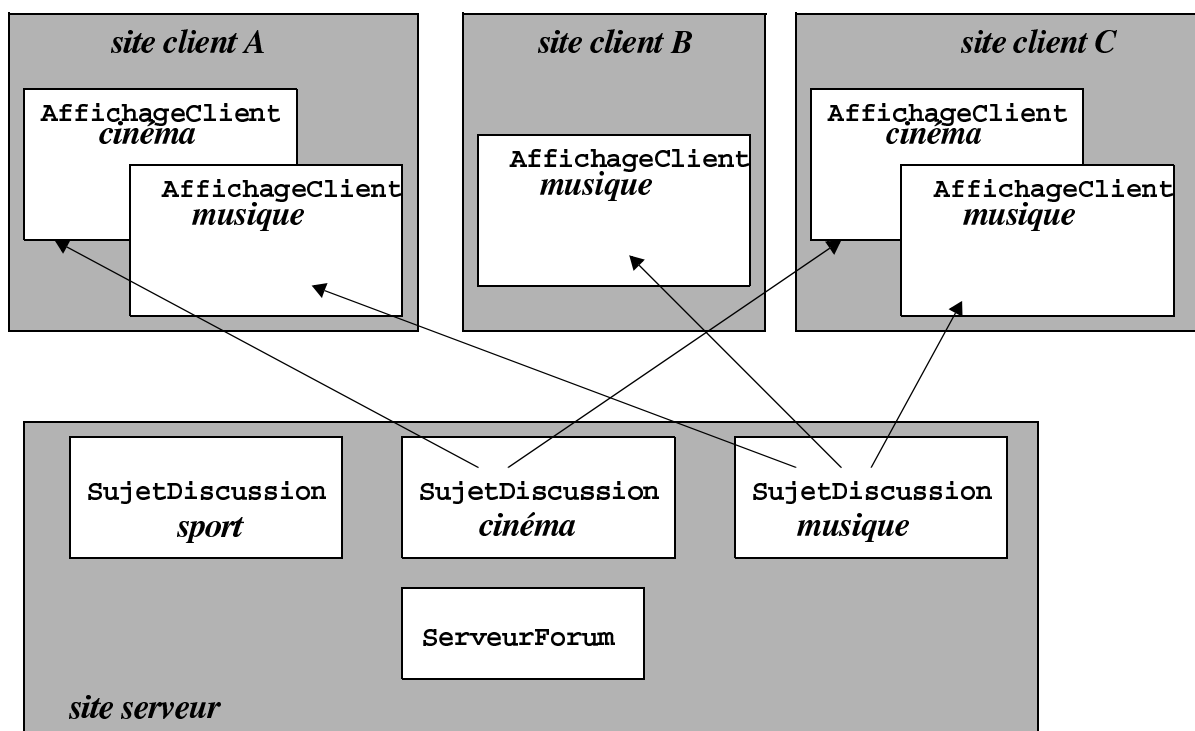 site client A
AffichageClient
cinéma
AffichageClient
musique
site client B
AffichageClient
musique
site client C
AffichageClient
cinéma
AffichageClient
musique
SujetDiscussion
sport
SujetDiscussion
cinéma
SujetDiscussion
musique
ServeurForum
site serveur